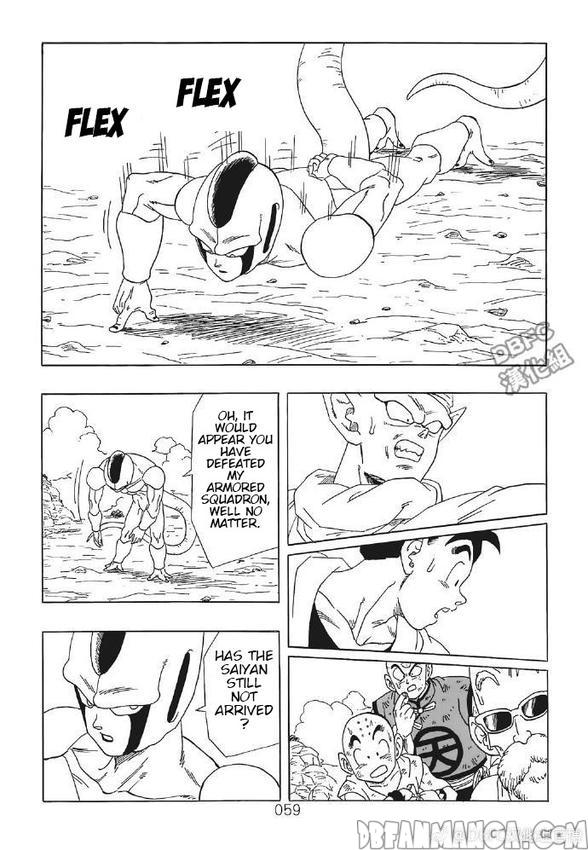 FLEX
FLEX
DBFC
漢化組
OH, IT
WOULD
APPEAR YOU
HAVE
DEFEATED
MY
ARMORED
SQUADRON,
WELL NO
MATTER.
HAS THE
SAIYAN
STILL
NOT
ARRIVED
?
天
059
DBFANMANGA.COM